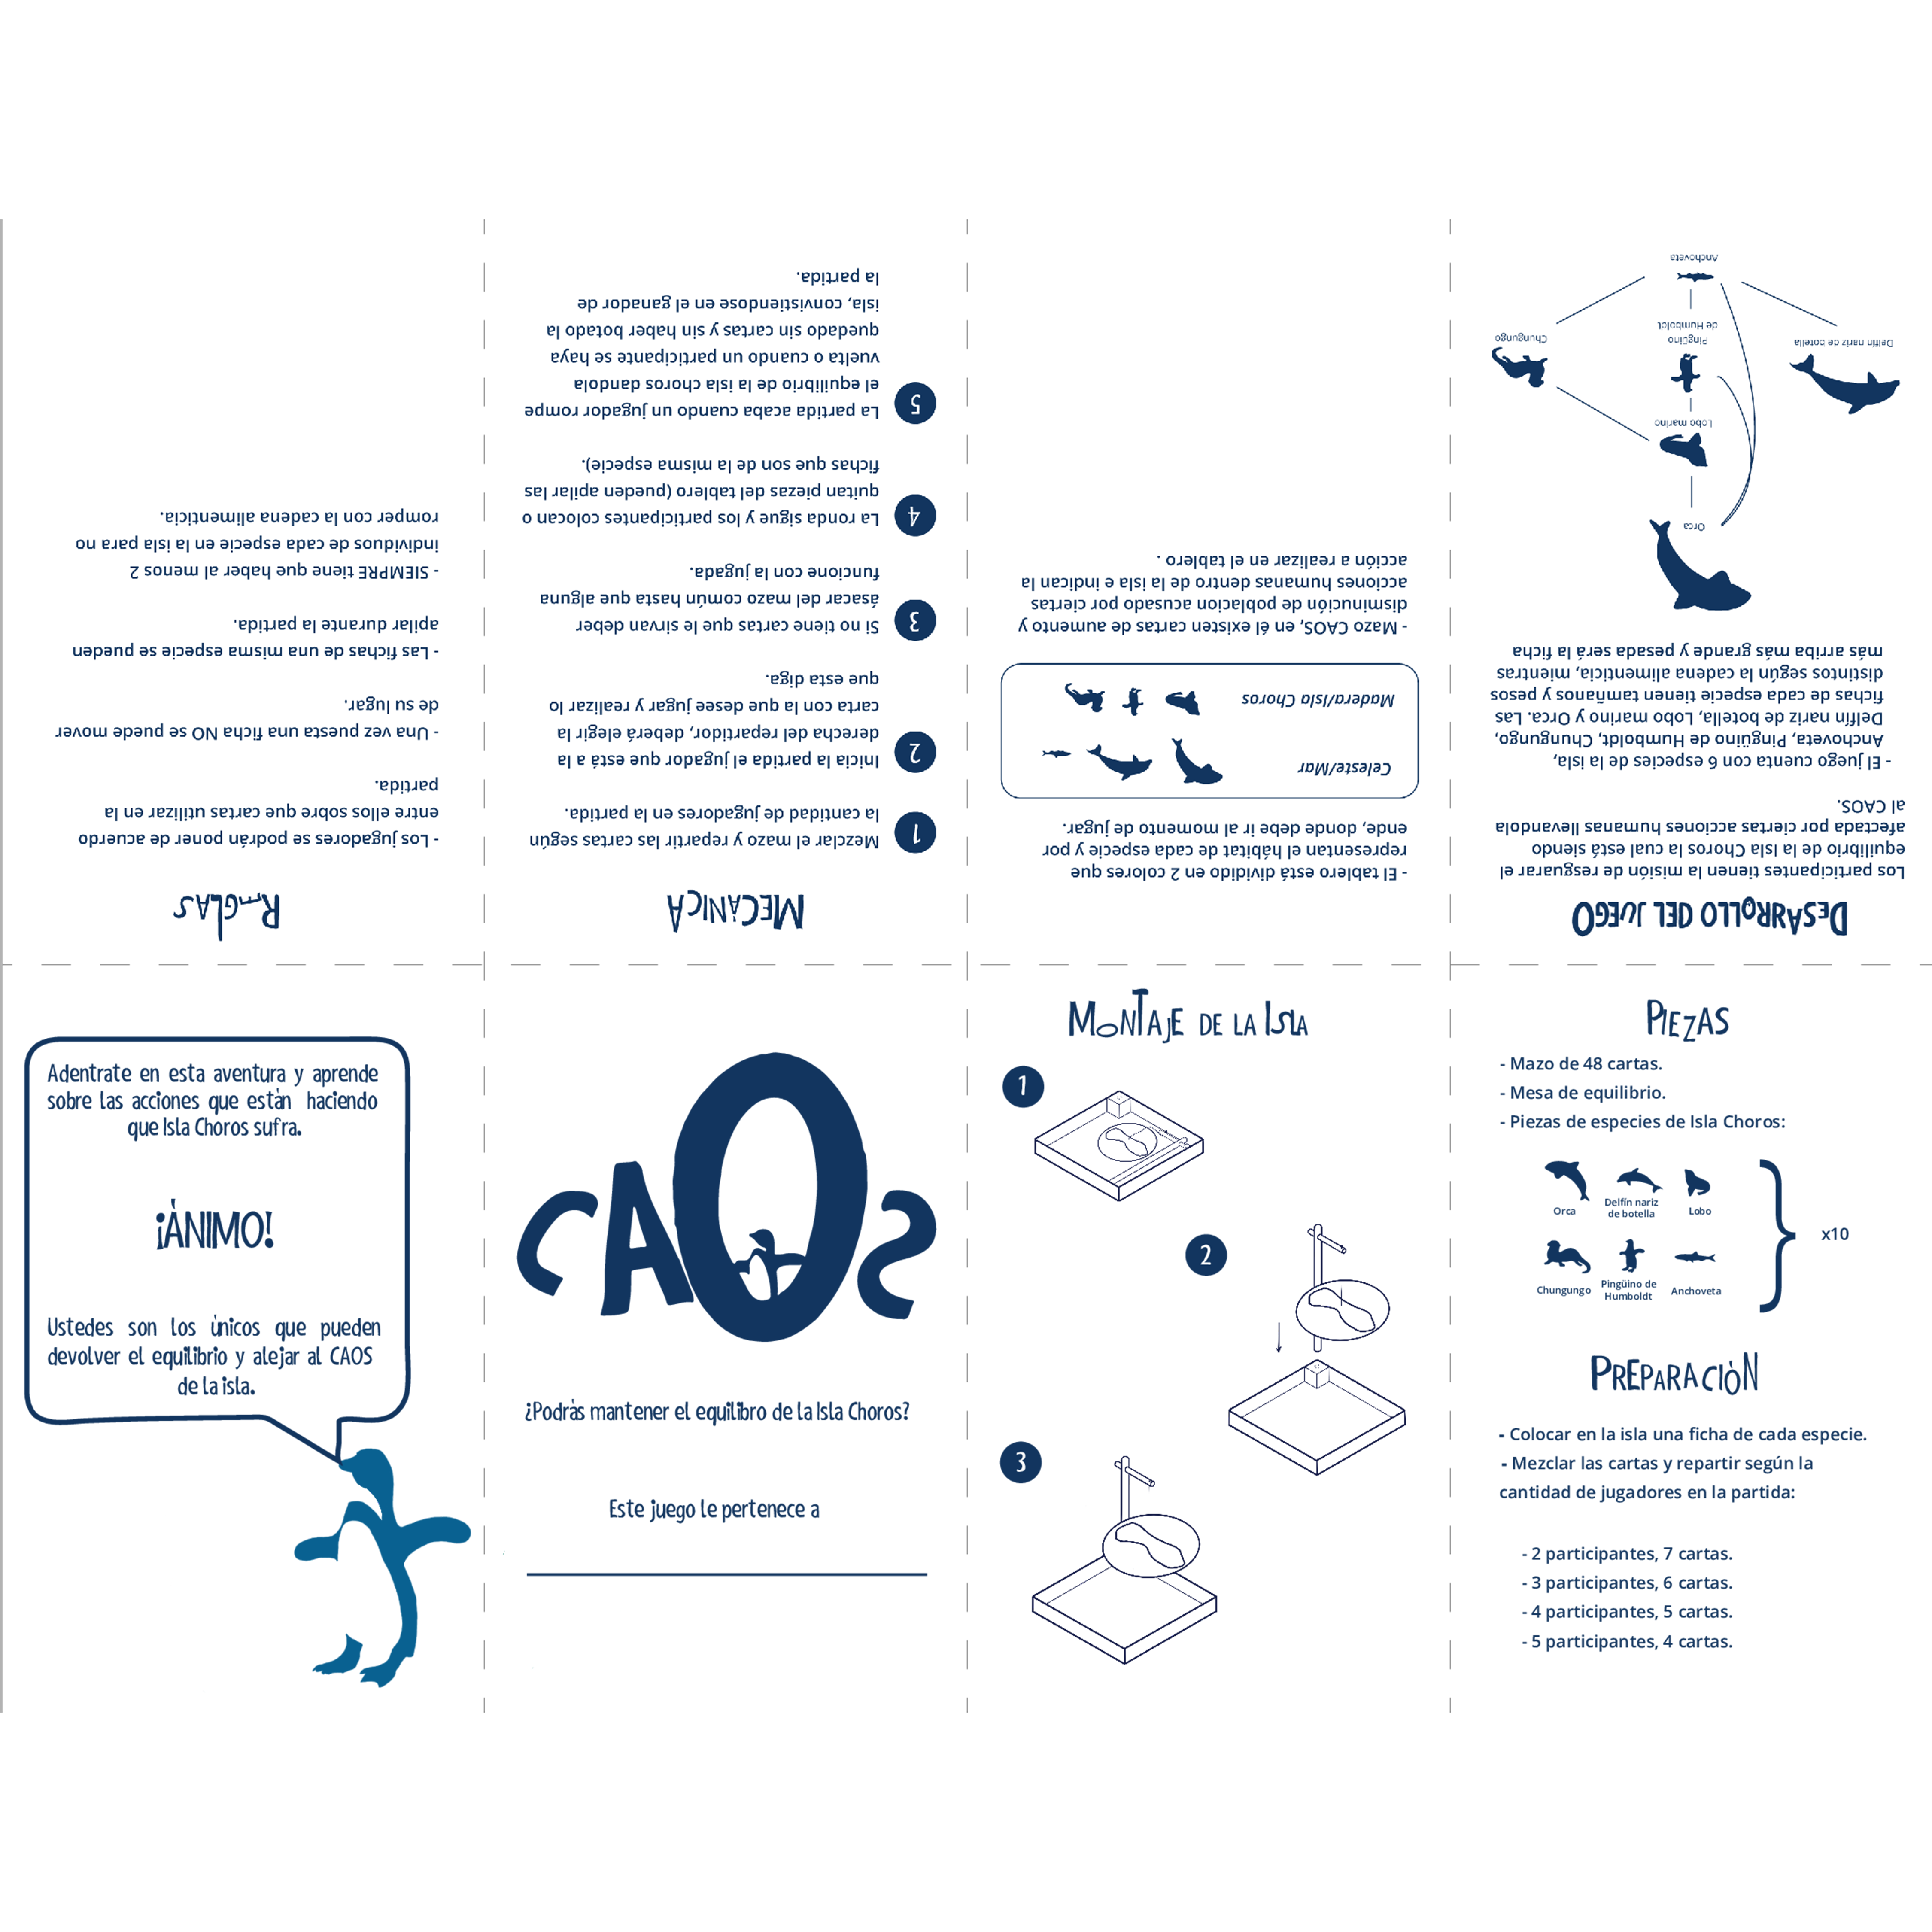 CAOS
¿Podrás mantener el equilibro de la Isla Choros?
Este juego le pertenece a
MONTAJE DE LA ISLA
1
2
3
PIEZAS
- Mazo de 48 cartas.
- Mesa de equilibrio.
- Piezas de especies de Isla Choros:
Orca
Delfín nariz
de botella
Lobo
Chungungo
Pingüino de
Humboldt
Anchoveta
x10
PREPARACIÓN
- Colocar en la isla una ficha de cada especie.
- Mezclar las cartas y repartir según la
cantidad de jugadores en la partida:
- 2 participantes, 7 cartas.
- 3 participantes, 6 cartas.
- 4 participantes, 5 cartas.
- 5 participantes, 4 cartas.
DESARROLLO DEL JUEGO
Los participantes tienen la misión de resguarar el
equilibrio de la Isla Choros la cual está siendo
afectada por ciertas acciones humanas llevandola
al CAOS.
- El juego cuenta con 6 especies de la isla,
Anchoveta, Pingüino de Humboldt, Chungungo,
Delfín nariz de botella, Lobo marino y Orca. Las
fichas de cada especie tienen tamñanos y pesos
distintos según la cadena alimenticia, mientras
más arriba más grande y pesada será la ficha
Orca
Lobo marino
Delfín nariz de botella
Pingüino
de Humboldt
Chungungo
Anchoveta
- El tablero está dividido en 2 colores que
representan el hábitat de cada especie y por
ende, donde debe ir al momento de jugar.
Celeste/Mar
Madera/Isla Choros
- Mazo CAOS, en él existen cartas de aumento y
disminución de poblacion acusado por ciertas
acciones humanas dentro de la isla e indican la
acción a realizar en el tablero .
MECÁNICA
1
Mezclar el mazo y repartir las cartas según
la cantidad de jugadores en la partida.
2
Inicia la partida el jugador que está a la
derecha del repartidor, deberá elegir la
carta con la que desee jugar y realizar lo
que esta diga.
3
Si no tiene cartas que le sirvan deber
ásacar del mazo común hasta que alguna
funcione con la jugada.
4
La ronda sigue y los participantes colocan o
quitan piezas del tablero (pueden apilar las
fichas que son de la misma especie).
5
La partida acaba cuando un jugador rompe
el equilibrio de la isla choros dandola
vuelta o cuando un participante se haya
quedado sin cartas y sin haber botado la
isla, convistiendose en el ganador de
la partida.
REGLAS
- Los jugadores se podrán poner de acuerdo
entre ellos sobre que cartas utilizar en la
partida.
- Una vez puesta una ficha NO se puede mover
de su lugar.
- Las fichas de una misma especie se pueden
apilar durante la partida.
- SIEMPRE tiene que haber al menos 2
individuos de cada especie en la isla para no
romper con la cadena alimenticia.
Adentrate en esta aventura y aprende
sobre las acciones que están haciendo
que Isla Choros sufra.
¡ÁNIMO!
Ustedes son los únicos que pueden
devolver el equilibrio y alejar al CAOS
de la isla.